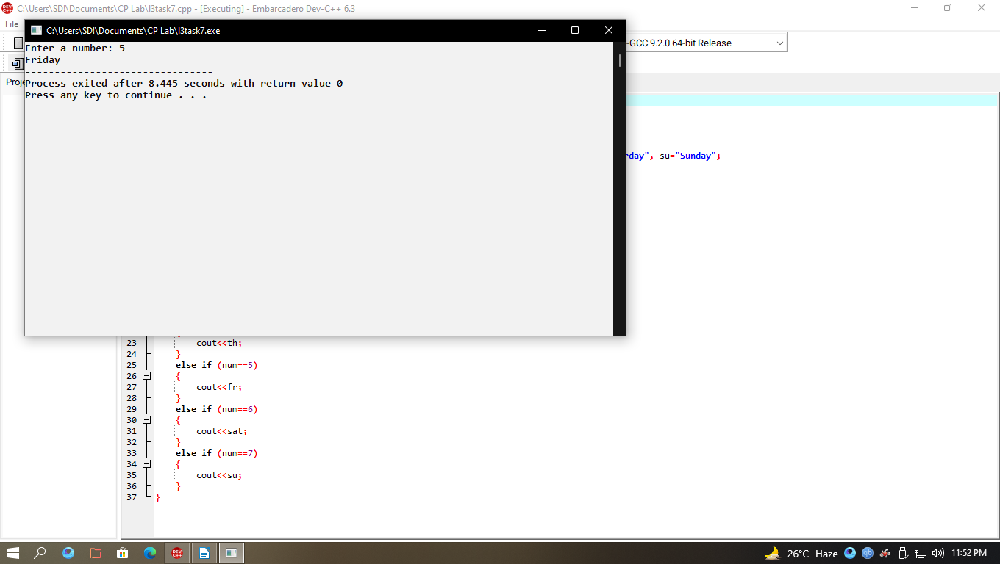 C:\Users\SD!\Documents\CP Lab\l3task7.cpp - [Executing] - Embarcadero Dev-C++ 6.3
File
C:\Users\SD!\Documents\CP Lab\l3task7.exe
-GCC 9.2.0 64-bit Release
Enter a number: 5
Friday
--------------------------------
Process exited after 8.445 seconds with return value 0
Press any key to continue . . .
Proje
rday", su="Sunday";
23 cout<<th;
24 }
25 else if (num==5)
26 {
27 cout<<fr;
28 }
29 else if (num==6)
30 {
31 cout<<sat;
32 }
33 else if (num==7)
34 {
35 cout<<su;
36 }
37 }
DEV C++
26°C Haze
qb
11:52 PM